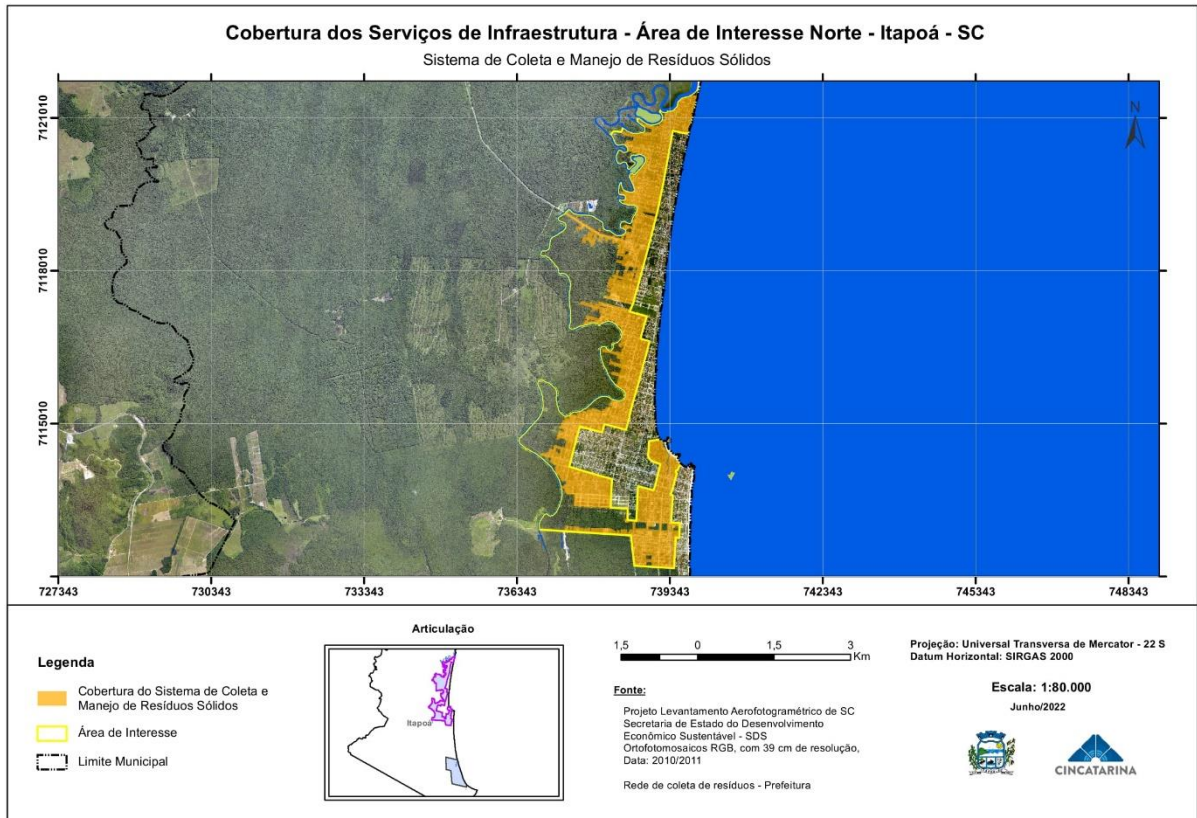 Cobertura dos Serviços de Infraestrutura - Área de Interesse Norte - Itapoá - SC
Sistema de Coleta e Manejo de Resíduos Sólidos
7121010
7118010
7115010
N
727343
730343
733343
736343
739343
742343
745343
748343
Legenda
Cobertura do Sistema de Coleta e
Manejo de Resíduos Sólidos
Área de Interesse
Limite Municipal
Articulação
Itapoá
1,5 0 1,5 3
Km
Fonte:
Projeto Levantamento Aerofotogramétrico de SC
Secretaria de Estado do Desenvolvimento
Econômico Sustentável - SDS
Ortofotomosaicos RGB, com 39 cm de resolução,
Data: 2010/2011
Rede de coleta de resíduos - Prefeitura
Projeção: Universal Transversa de Mercator - 22 S
Datum Horizontal: SIRGAS 2000
Escala: 1:80.000
Junho/2022
CINCATARINA